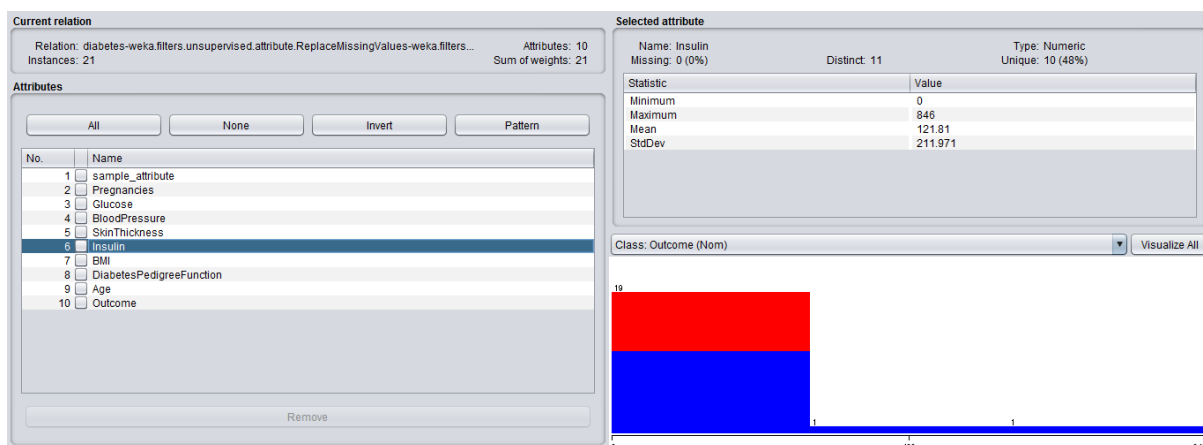 Current relation
Relation: diabetes-weka.filters.unsupervised.attribute.ReplaceMissingValues-weka.filters... Attributes: 10
Instances: 21 Sum of weights: 21
Attributes
All None Invert Pattern
No. Name
1 sample_attribute
2 Pregnancies
3 Glucose
4 BloodPressure
5 SkinThickness
6 Insulin
7 BMI
8 DiabetesPedigreeFunction
9 Age
10 Outcome
Remove
Selected attribute
Name: Insulin Type: Numeric
Missing: 0 (0%) Distinct: 11 Unique: 10 (48%)
Statistic Value
Minimum 0
Maximum 846
Mean 121.81
StdDev 211.971
Class: Outcome (Nom) Visualize All
19
1 1